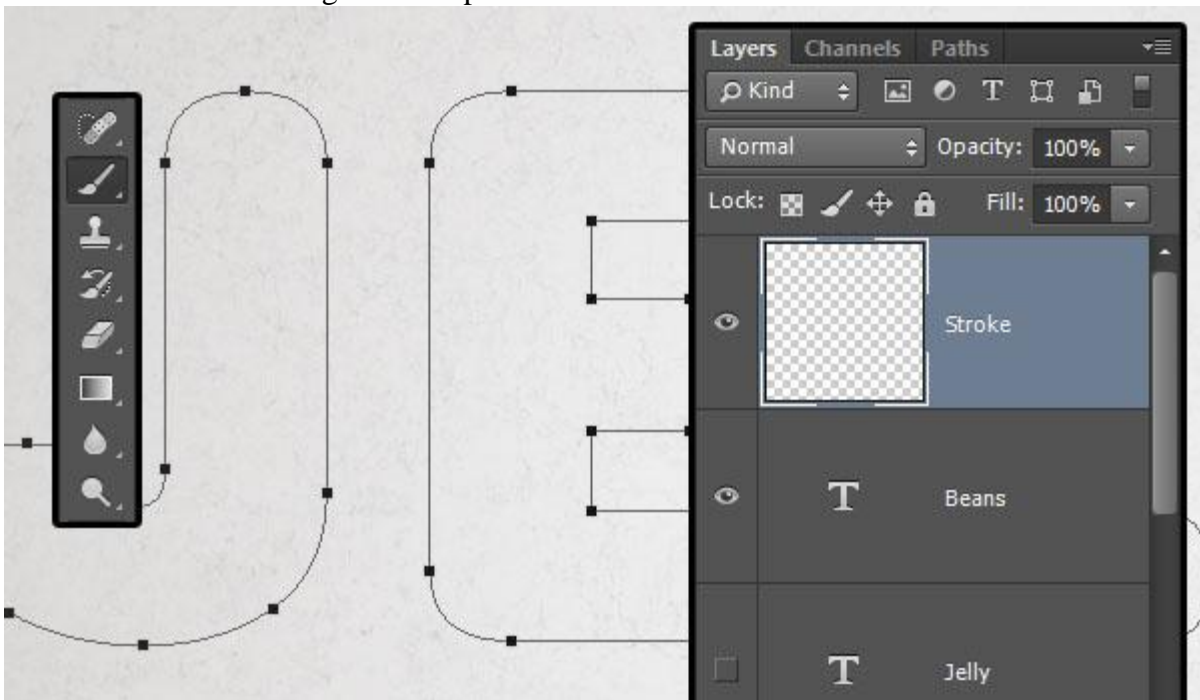 Layers Channels Paths
Kind T
Normal Opacity: 100%
Lock: Fill: 100%
Stroke
T Beans
T Jelly